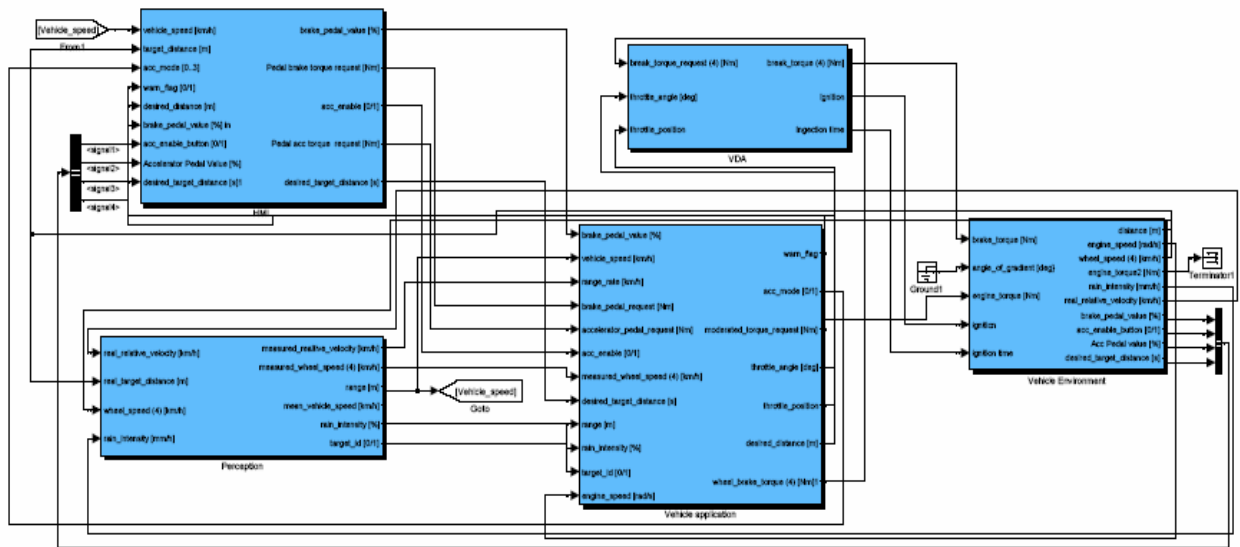 [Vehicle_speed]
From1
vehicle_speed [km/h]
target_distance [m]
acc_mode [0..3]
warn_flag [0/1]
desired_distance [m]
brake_pedal_value [%] in
acc_enable_button [0/1]
Accelerator Pedal Value [%]
desired_target_distance [s]1
brake_pedal_value [%]
Pedal brake torque request [Nm]
acc_enable [0/1]
Pedal acc torque_request [Nm]
desired_target_distance [s]
HMI
<signal1>
<signal2>
<signal3>
<signal4>
break_torque_request (4) [Nm]
throttle_angle [deg]
throttle_position
break_torque (4) [Nm]
ignition
Ingection time
VDA
brake_pedal_value [%]
vehicle_speed [km/h]
range_rate [km/h]
brake_pedal_request [Nm]
accelerator_pedal_request [Nm]
acc_enable [0/1]
measured_wheel_speed (4) [km/h]
desired_target_distance [s]
range [m]
rain_intensity [%]
target_id [0/1]
engine_speed [rad/s]
warn_flag
acc_mode [0/1]
moderated_torque_request [Nm]
throttle_angle [deg]
throttle_position
desired_distance [m]
wheel_brake_torque (4) [Nm]1
Vehicle application
real_relative_velocity [km/h]
real_target_distance [m]
wheel_speed (4) [km/h]
rain_intensity [mm/h]
measured_realitve_velocity [km/h]
measured_wheel_speed (4) [km/h]
range [m]
mean_vehicle_speed [km/h]
rain_intensity [%]
target_id [0/1]
Perception
[Vehicle_speed]
Goto
brake_torque [Nm]
angle_of_gradient [deg]
engine_torque [Nm]
ignition
ignition time
distance [m]
engine_speed [rad/s]
wheel_speed (4) [km/h]
engine_torque2 [Nm]
rain_intensity [mm/h]
real_relative_velocity [km/h]
brake_pedal_value [%]
acc_enable_button [0/1]
Acc Pedal value [%]
desired_target_distance [s]
Vehicle Environment
Ground1
Terminator1